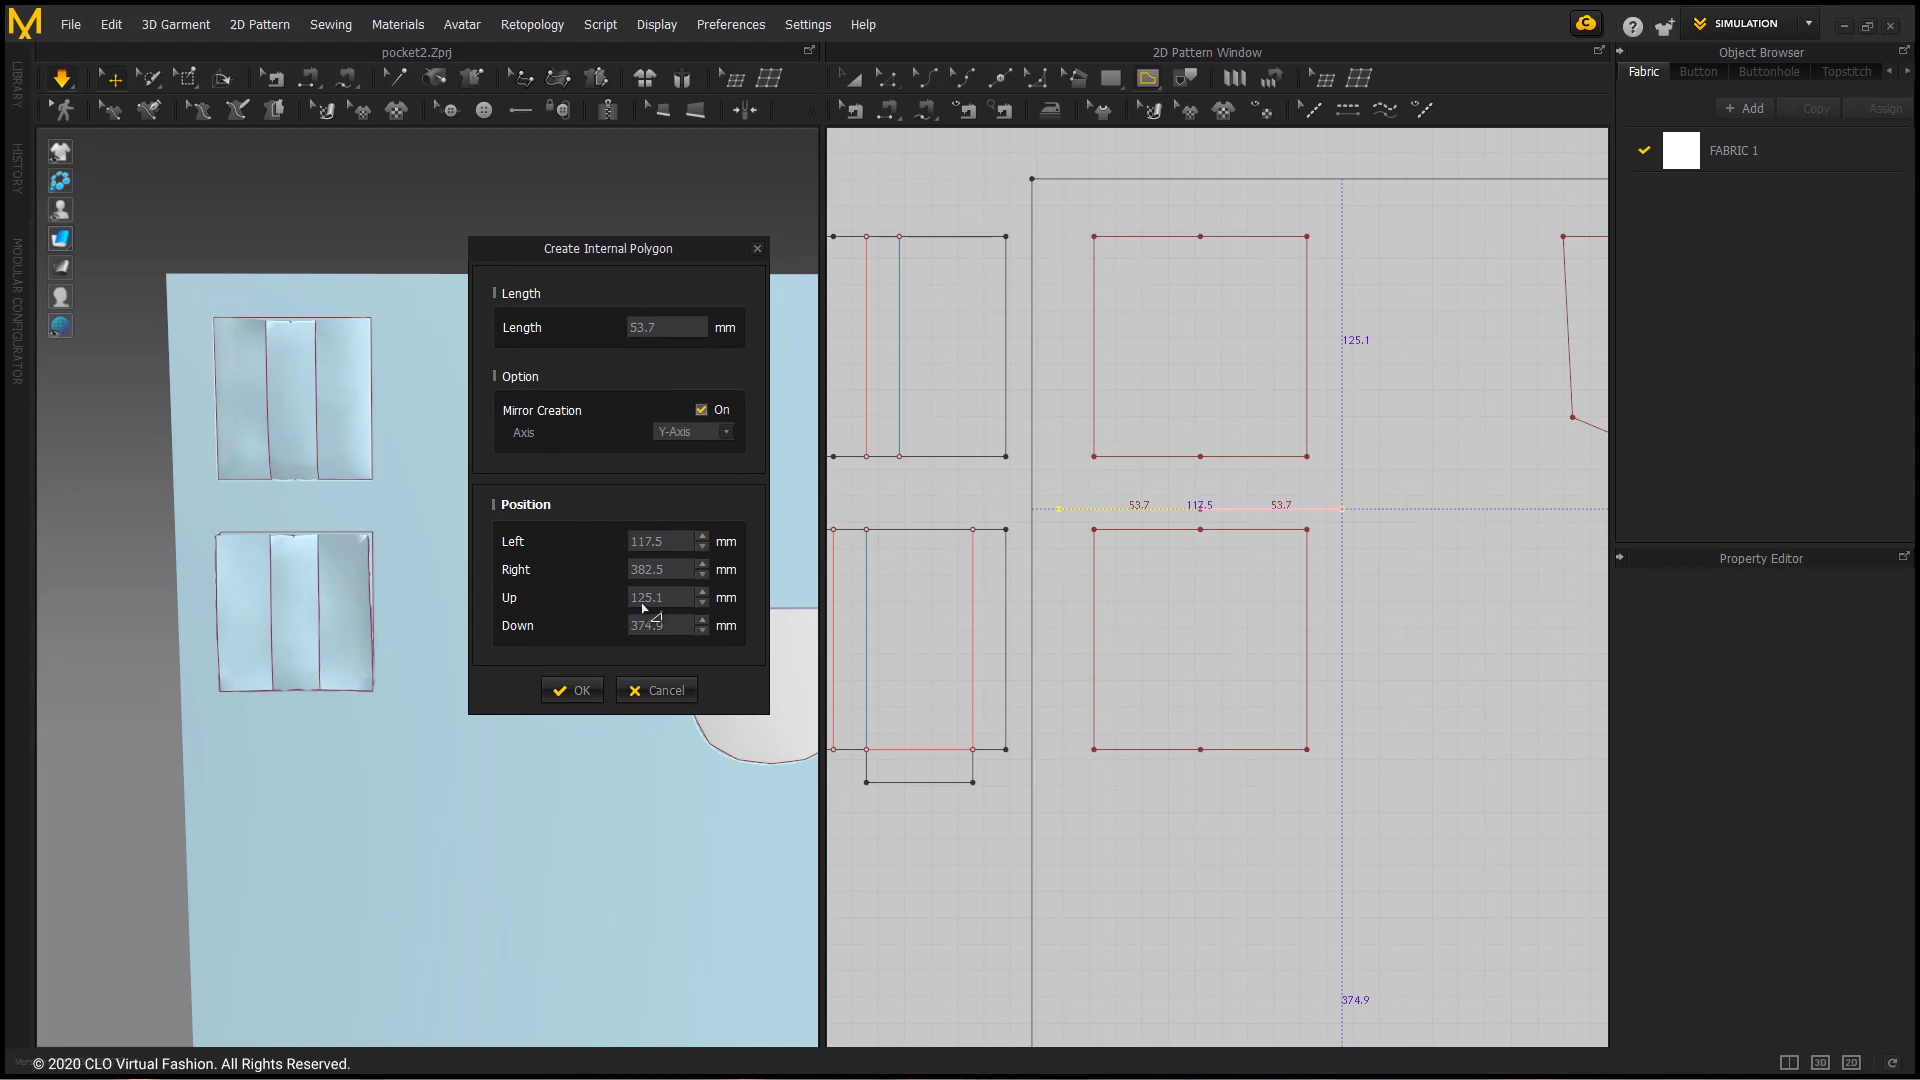 File Edit 3D Garment 2D Pattern Sewing Materials Avatar Retopology Script Display Preferences Settings Help
SIMULATION
pocket2.Zprj
2D Pattern Window
Object Browser
Fabric Button Buttonhole Topstitch
+ Add Copy Assign
FABRIC 1
LIBRARY
HISTORY
MODULAR CONFIGURATOR
Create Internal Polygon
Length
Length 53.7 mm
Option
Mirror Creation On
Axis Y-Axis
Position
Left 117.5 mm
Right 382.5 mm
Up 125.1 mm
Down 374.9 mm
OK Cancel
125.1
53.7 117.5 53.7
374.9
Property Editor
© 2020 CLO Virtual Fashion. All Rights Reserved.
3D 2D